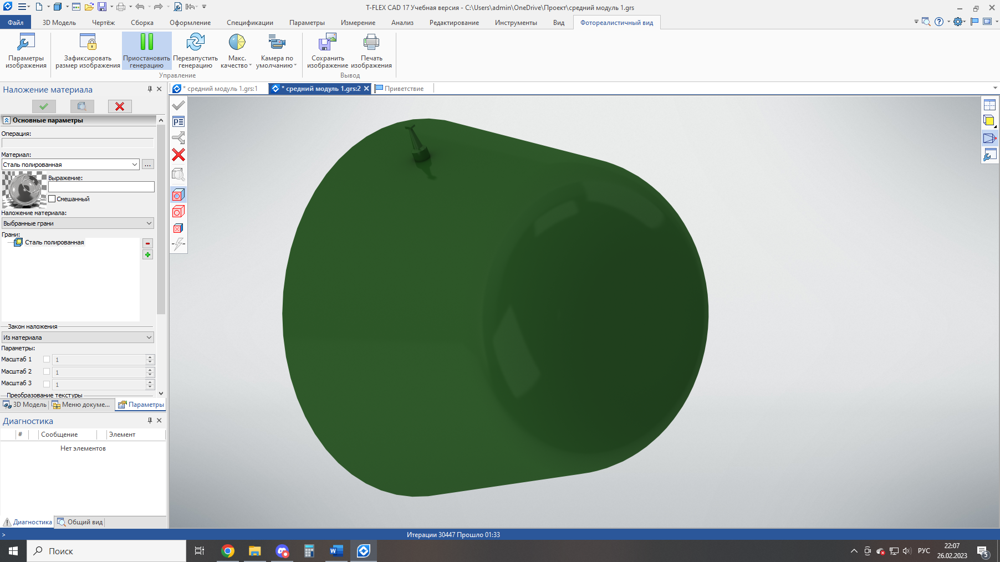 T-FLEX CAD 17 Учебная версия - C:\Users\admin\OneDrive\Проект\средний модуль 1.grs
Файл 3D Модель Чертёж Сборка Оформление Спецификации Параметры Измерение Анализ Редактирование Инструменты Вид Фотореалистичный вид
Параметры изображения
Зафиксировать размер изображения
Приостановить генерацию
Перезапустить генерацию
Макс. качество
Камера по умолчанию
Сохранить изображение
Печать изображения
Управление
Вывод
Наложение материала
* средний модуль 1.grs:1
* средний модуль 1.grs:2
Приветствие
Основные параметры
Операция:
Материал:
Сталь полированная
...
Выражение:
Смешанный
Наложение материала:
Выбранные грани
Грани:
Сталь полированная
Закон наложения
Из материала
Параметры:
Масштаб 1 1
Масштаб 2 1
Масштаб 3 1
Преобразование текстуры
3D Модель Меню докуме... Параметры
Диагностика
# Сообщение Элемент
Нет элементов
Диагностика Общий вид
> Итерации 30447 Прошло 01:33
Поиск
РУС
22:07
26.02.2023
5